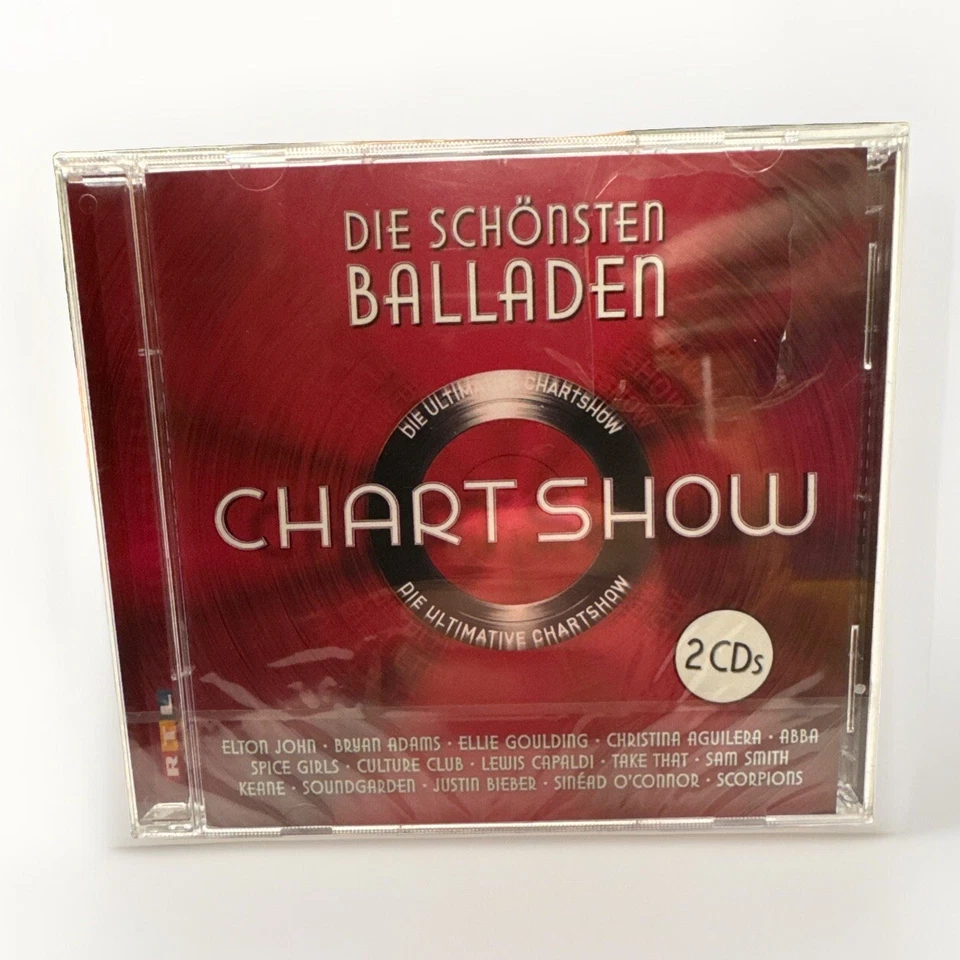 DIE SCHÖNSTEN
BALLADEN
DIE ULTIMATIVE CHARTSHOW
CHART SHOW
DIE ULTIMATIVE CHARTSHOW
2 CDs
RTL
ELTON JOHN · BRYAN ADAMS · ELLIE GOULDING · CHRISTINA AGUILERA · ABBA
SPICE GIRLS · CULTURE CLUB · LEWIS CAPALDI · TAKE THAT · SAM SMITH
KEANE · SOUNDGARDEN · JUSTIN BIEBER · SINÉAD O'CONNOR · SCORPIONS